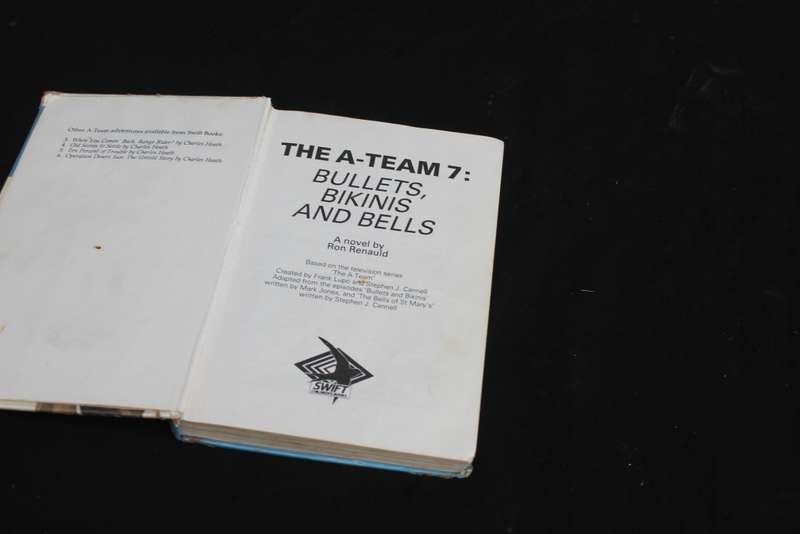 Other A-Team adventures available from Swift Books:
3. When You Comin' Back, Range Rider? by Charles Heath
4. Old Scores to Settle by Charles Heath
5. Ten Percent of Trouble by Charles Heath
6. Operation Desert Sun: The Untold Story by Charles Heath
THE A-TEAM 7:
BULLETS,
BIKINIS
AND BELLS
A novel by
Ron Renauld
Based on the television series
'The A-Team'
Created by Frank Lupo and Stephen J. Cannell
Adapted from the episodes 'Bullets and Bikinis'
written by Mark Jones, and 'The Bells of St Mary's'
written by Stephen J. Cannell
SWIFT